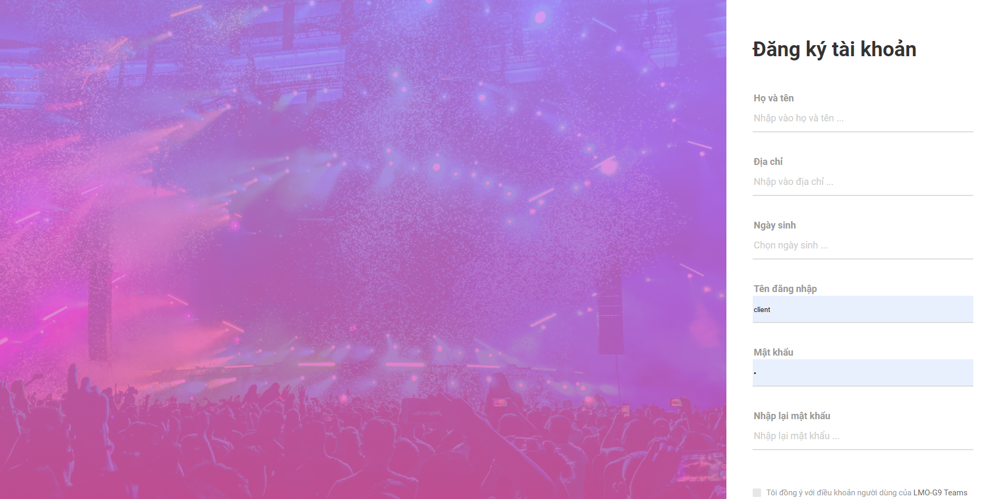 Đăng ký tài khoản
Họ và tên
Nhập vào họ và tên ...
Địa chỉ
Nhập vào địa chỉ ...
Ngày sinh
Chọn ngày sinh ...
Tên đăng nhập
client
Mật khẩu
•
Nhập lại mật khẩu
Nhập lại mật khẩu ...
Tôi đồng ý với điều khoản người dùng của LMO-G9 Teams